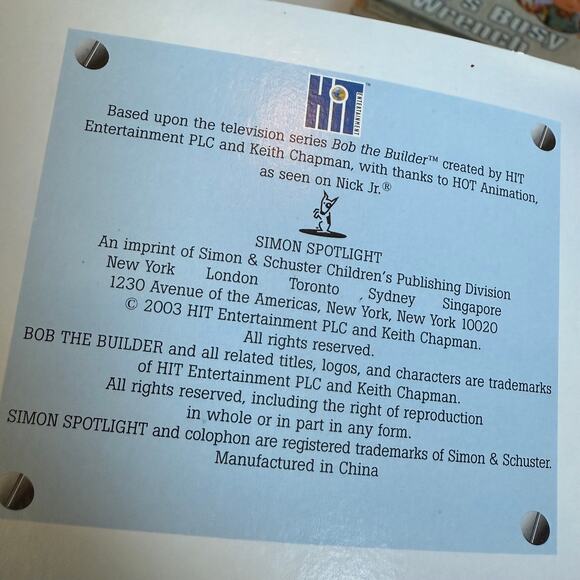 's Busy
Wrench
HiT
ENTERTAINMENT
™
Based upon the television series Bob the Builder™ created by HIT
Entertainment PLC and Keith Chapman, with thanks to HOT Animation,
as seen on Nick Jr.®
SIMON SPOTLIGHT
An imprint of Simon & Schuster Children's Publishing Division
New York London Toronto Sydney Singapore
1230 Avenue of the Americas, New York, New York 10020
© 2003 HIT Entertainment PLC and Keith Chapman.
All rights reserved.
BOB THE BUILDER and all related titles, logos, and characters are trademarks
of HIT Entertainment PLC and Keith Chapman.
All rights reserved, including the right of reproduction
in whole or in part in any form.
SIMON SPOTLIGHT and colophon are registered trademarks of Simon & Schuster.
Manufactured in China